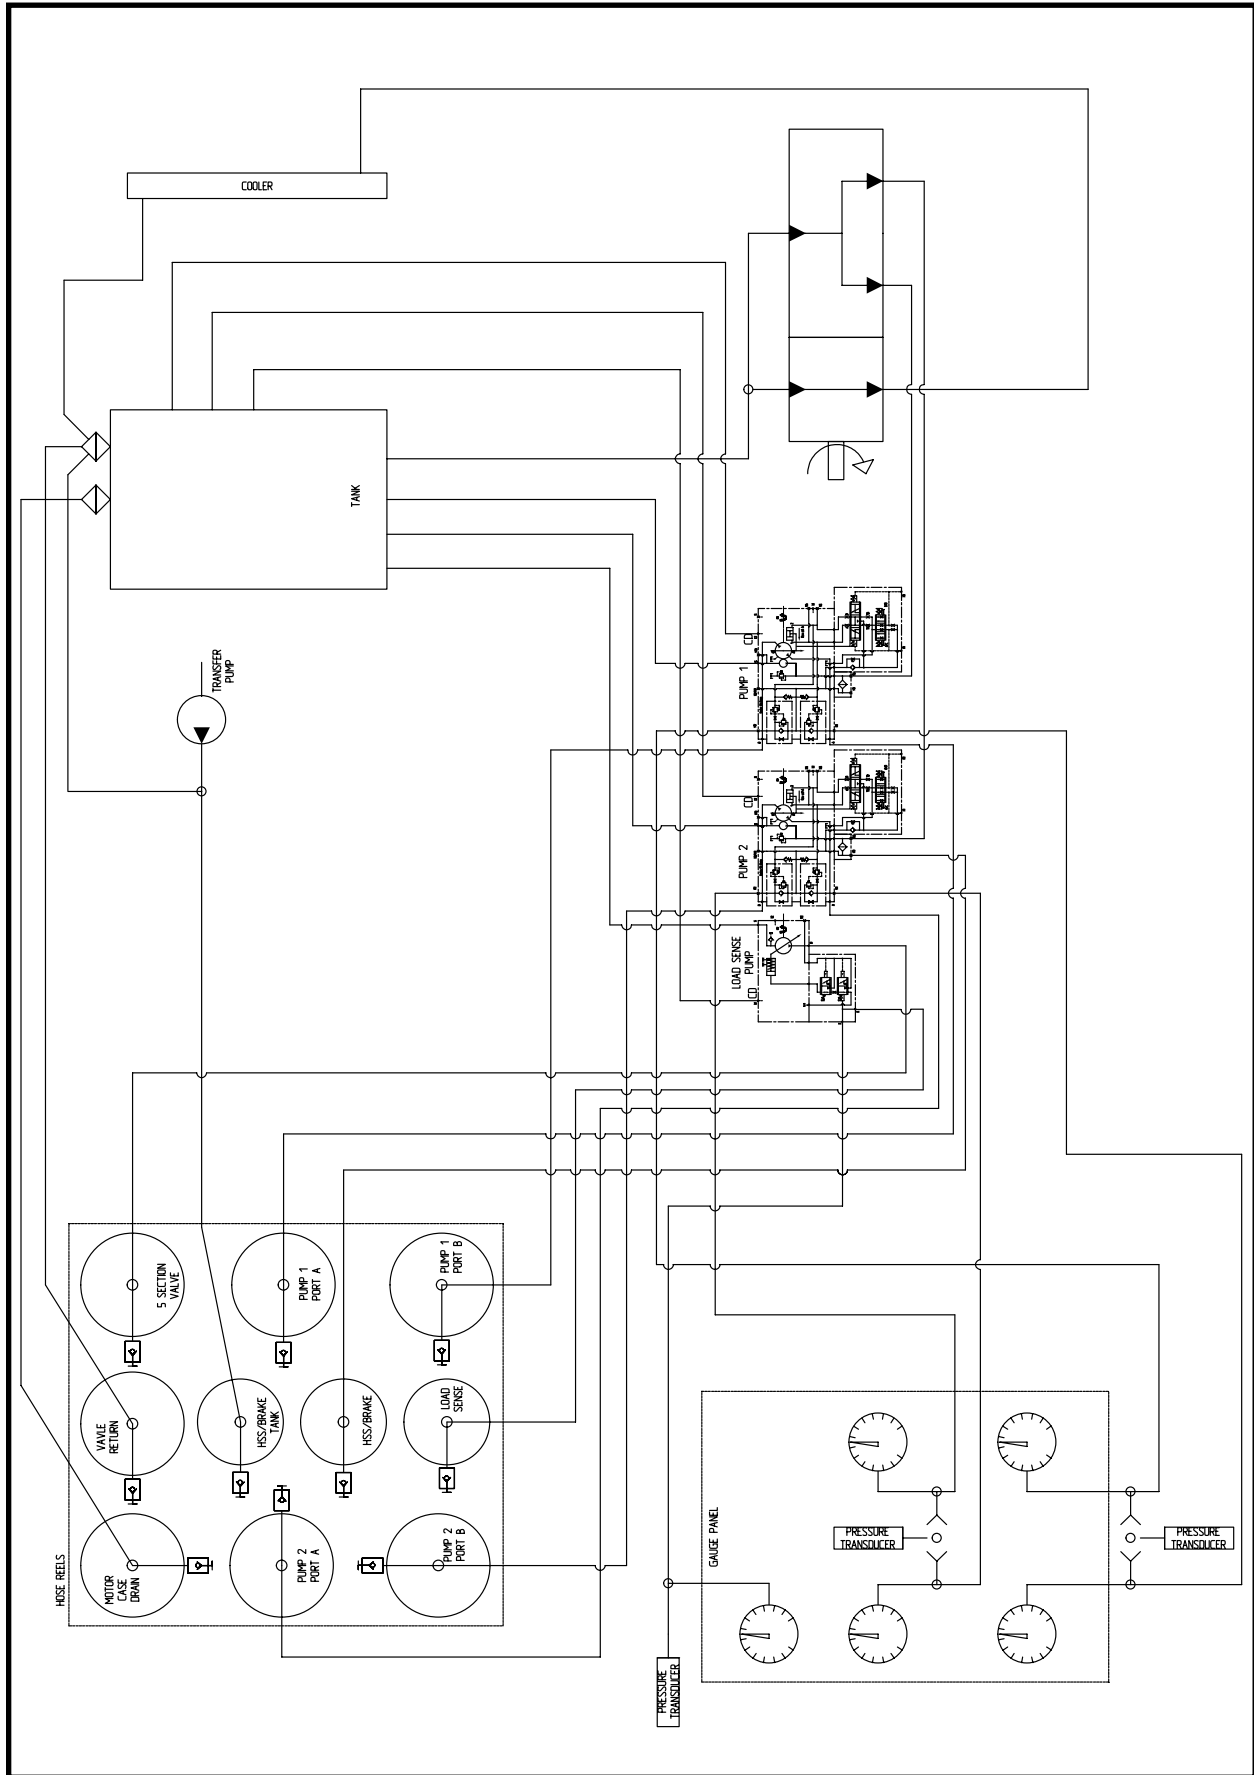 COOLER
TANK
TRANSFER
PUMP
CD
PUMP 1
CD
PUMP 2
LOAD SENSE
PUMP
CD
HOSE REELS
5 SECTION
VALVE
PUMP 1
PORT A
PUMP 1
PORT B
VAVLE
RETURN
HSS/BRAKE
TANK
HSS/BRAKE
LOAD
SENSE
MOTOR
CASE
DRAIN
PUMP 2
PORT A
PUMP 2
PORT B
GAUGE PANEL
PRESSURE
TRANSDUCER
PRESSURE
TRANSDUCER
PRESSURE
TRANSDUCER